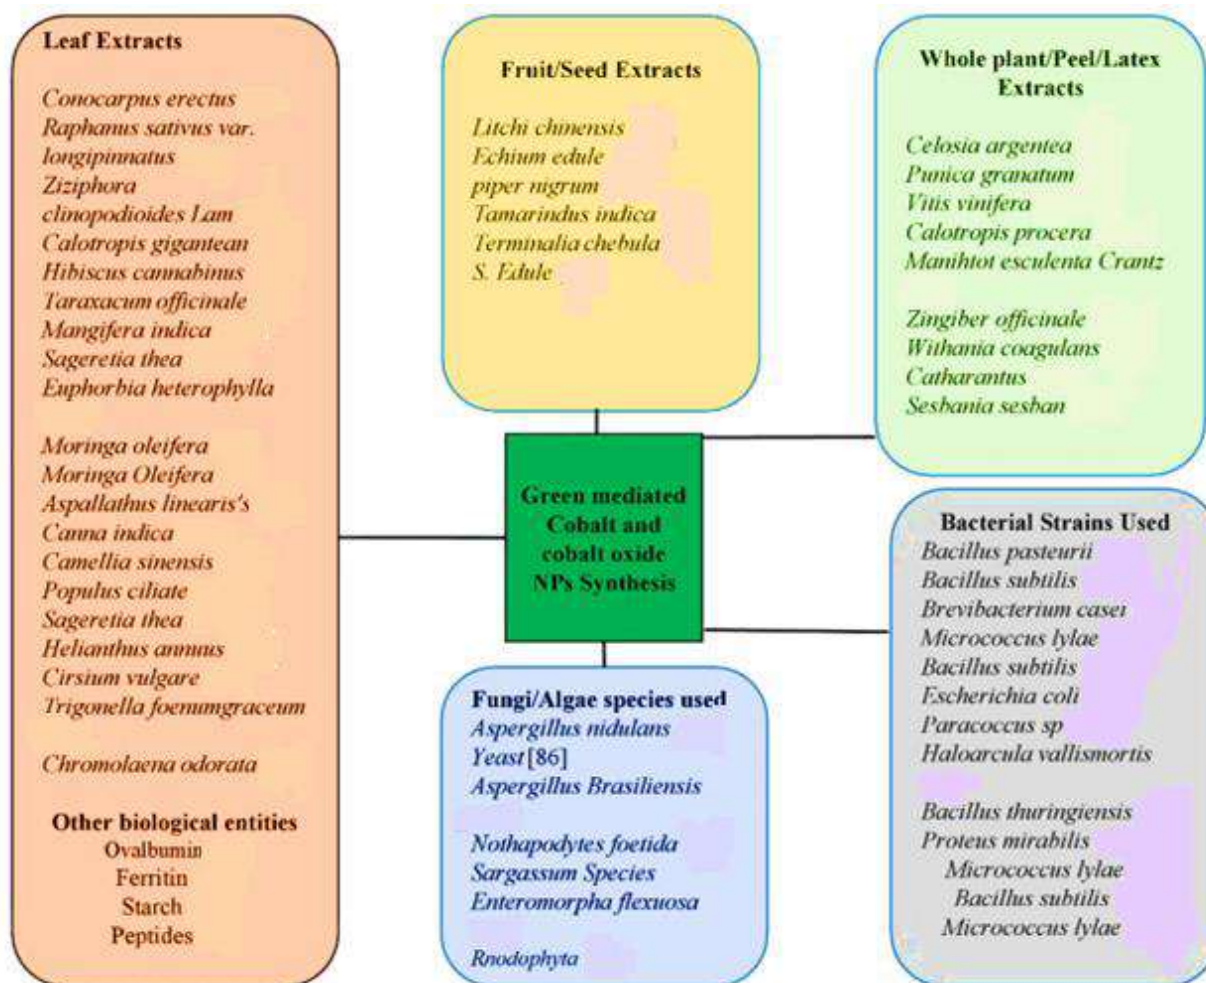 Leaf Extracts
Conocarpus erectus
Raphanus sativus var.
longipinnatus
Ziziphora
clinopodioides Lam
Calotropis gigantean
Hibiscus cannabinus
Taraxacum officinale
Mangifera indica
Sageretia thea
Euphorbia heterophylla
Moringa oleifera
Moringa Oleifera
Aspallathus linearis's
Canna indica
Camellia sinensis
Populus ciliate
Sageretia thea
Helianthus annuus
Cirsium vulgare
Trigonella foenumgraceum
Chromolaena odorata
Other biological entities
Ovalbumin
Ferritin
Starch
Peptides
Fruit/Seed Extracts
Litchi chinensis
Echium edule
piper nigrum
Tamarindus indica
Terminalia chebula
S. Edule
Whole plant/Peel/Latex
Extracts
Celosia argentea
Punica granatum
Vitis vinifera
Calotropis procera
Manihtot esculenta Crantz
Zingiber officinale
Withania coagulans
Catharantus
Sesbania sesban
Green mediated
Cobalt and
cobalt oxide
NPs Synthesis
Fungi/Algae species used
Aspergillus nidulans
Yeast[86]
Aspergillus Brasiliensis
Nothapodytes foetida
Sargassum Species
Enteromorpha flexuosa
Rnodophyta
Bacterial Strains Used
Bacillus pasteurii
Bacillus subtilis
Brevibacterium casei
Micrococcus lylae
Bacillus subtilis
Escherichia coli
Paracoccus sp
Haloarcula vallismortis
Bacillus thuringiensis
Proteus mirabilis
Micrococcus lylae
Bacillus subtilis
Micrococcus lylae